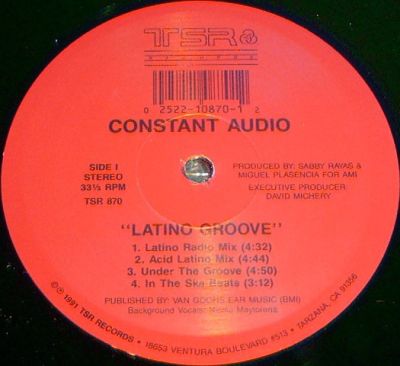 TSR
RECORDS
0 2522-10870-1 2
CONSTANT AUDIO
SIDE I
STEREO
33⅓ RPM
TSR 870
PRODUCED BY: SABBY RAYAS &
MIGUEL PLASENCIA FOR AMI
EXECUTIVE PRODUCER
DAVID MICHERY
"LATINO GROOVE"
1. Latino Radio Mix (4:32)
2. Acid Latino Mix (4:44)
3. Under The Groove (4:50)
4. In The Ska Beats (3:12)
PUBLISHED BY: VAN GOGHS EAR MUSIC (BMI)
Background Vocals: Maytorena
℗ © 1991 TSR RECORDS • 18653 VENTURA BOULEVARD #513 • TARZANA, CA 91356